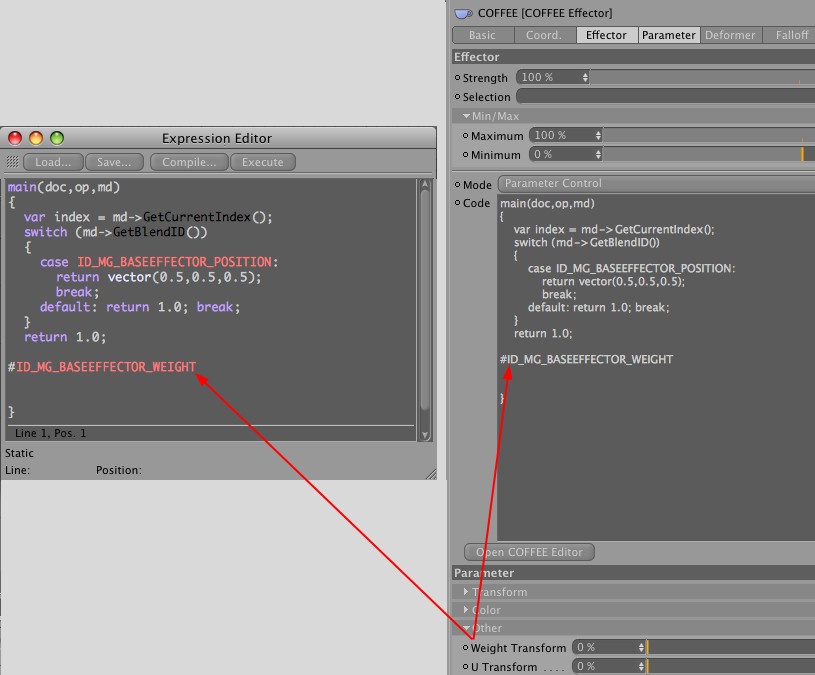 COFFEE [COFFEE Effector]
Basic Coord. Effector Parameter Deformer Falloff
Effector
Strength 100 %
Selection
Min/Max
Maximum 100 %
Minimum 0 %
Mode Parameter Control
Code
main(doc,op,md)
{
var index = md->GetCurrentIndex();
switch (md->GetBlendID())
{
case ID_MG_BASEEFFECTOR_POSITION:
return vector(0.5,0.5,0.5);
break;
default: return 1.0; break;
}
return 1.0;
#ID_MG_BASEEFFECTOR_WEIGHT
}
Open COFFEE Editor
Parameter
Transform
Color
Other
Weight Transform 0 %
U Transform .... 0 %
Expression Editor
Load... Save... Compile... Execute
main(doc,op,md)
{
var index = md->GetCurrentIndex();
switch (md->GetBlendID())
{
case ID_MG_BASEEFFECTOR_POSITION:
return vector(0.5,0.5,0.5);
break;
default: return 1.0; break;
}
return 1.0;
#ID_MG_BASEEFFECTOR_WEIGHT
}
Line 1, Pos. 1
Static
Line: Position: